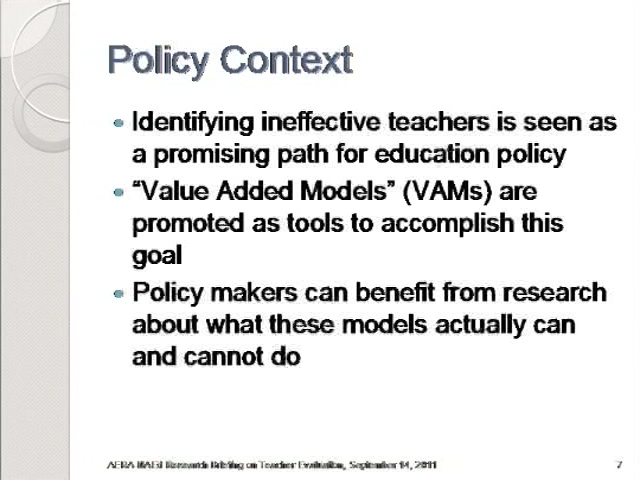 Policy Context
• Identifying ineffective teachers is seen as
a promising path for education policy
• “Value Added Models” (VAMs) are
promoted as tools to accomplish this
goal
• Policy makers can benefit from research
about what these models actually can
and cannot do
AERA Research Briefing on Teacher Evaluation, September 14, 2011
7